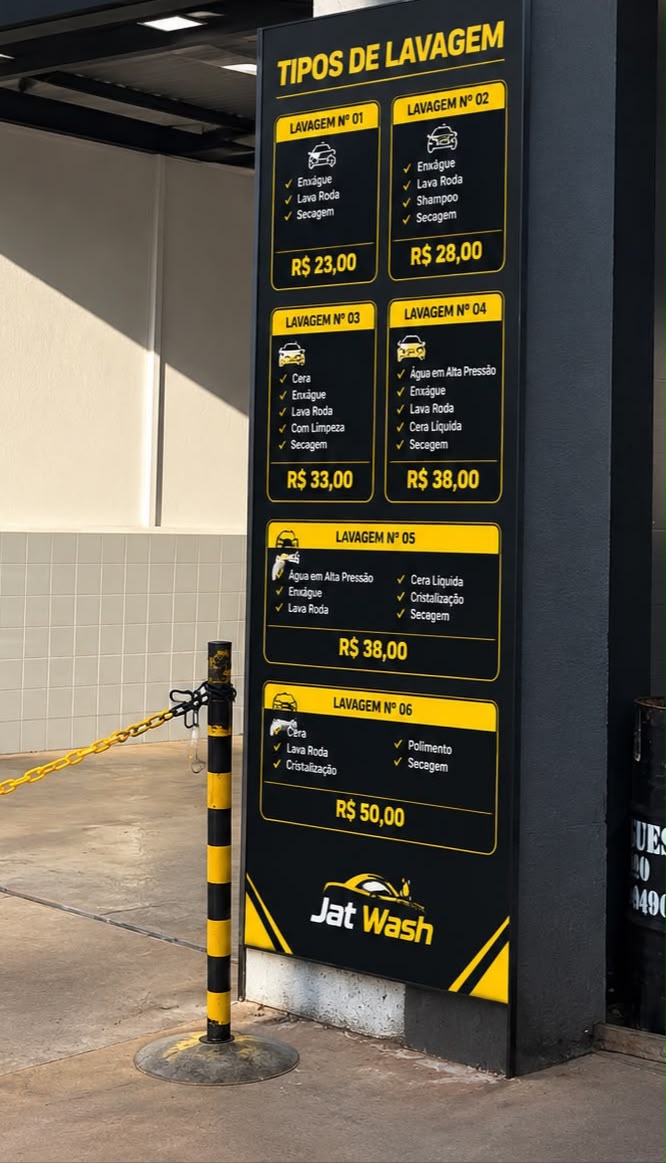 TIPOS DE LAVAGEM
LAVAGEM Nº 01
Enxágue
Lava Roda
Secagem
R$ 23,00
LAVAGEM Nº 02
Enxágue
Lava Roda
Shampoo
Secagem
R$ 28,00
LAVAGEM Nº 03
Cera
Enxágue
Lava Roda
Com Limpeza
Secagem
R$ 33,00
LAVAGEM Nº 04
Água em Alta Pressão
Enxágue
Lava Roda
Cera Líquida
Secagem
R$ 38,00
LAVAGEM Nº 05
Água em Alta Pressão
Enxágue
Lava Roda
Cera Líquida
Cristalização
Secagem
R$ 38,00
LAVAGEM Nº 06
Cera
Lava Roda
Cristalização
Polimento
Secagem
R$ 50,00
Jat Wash